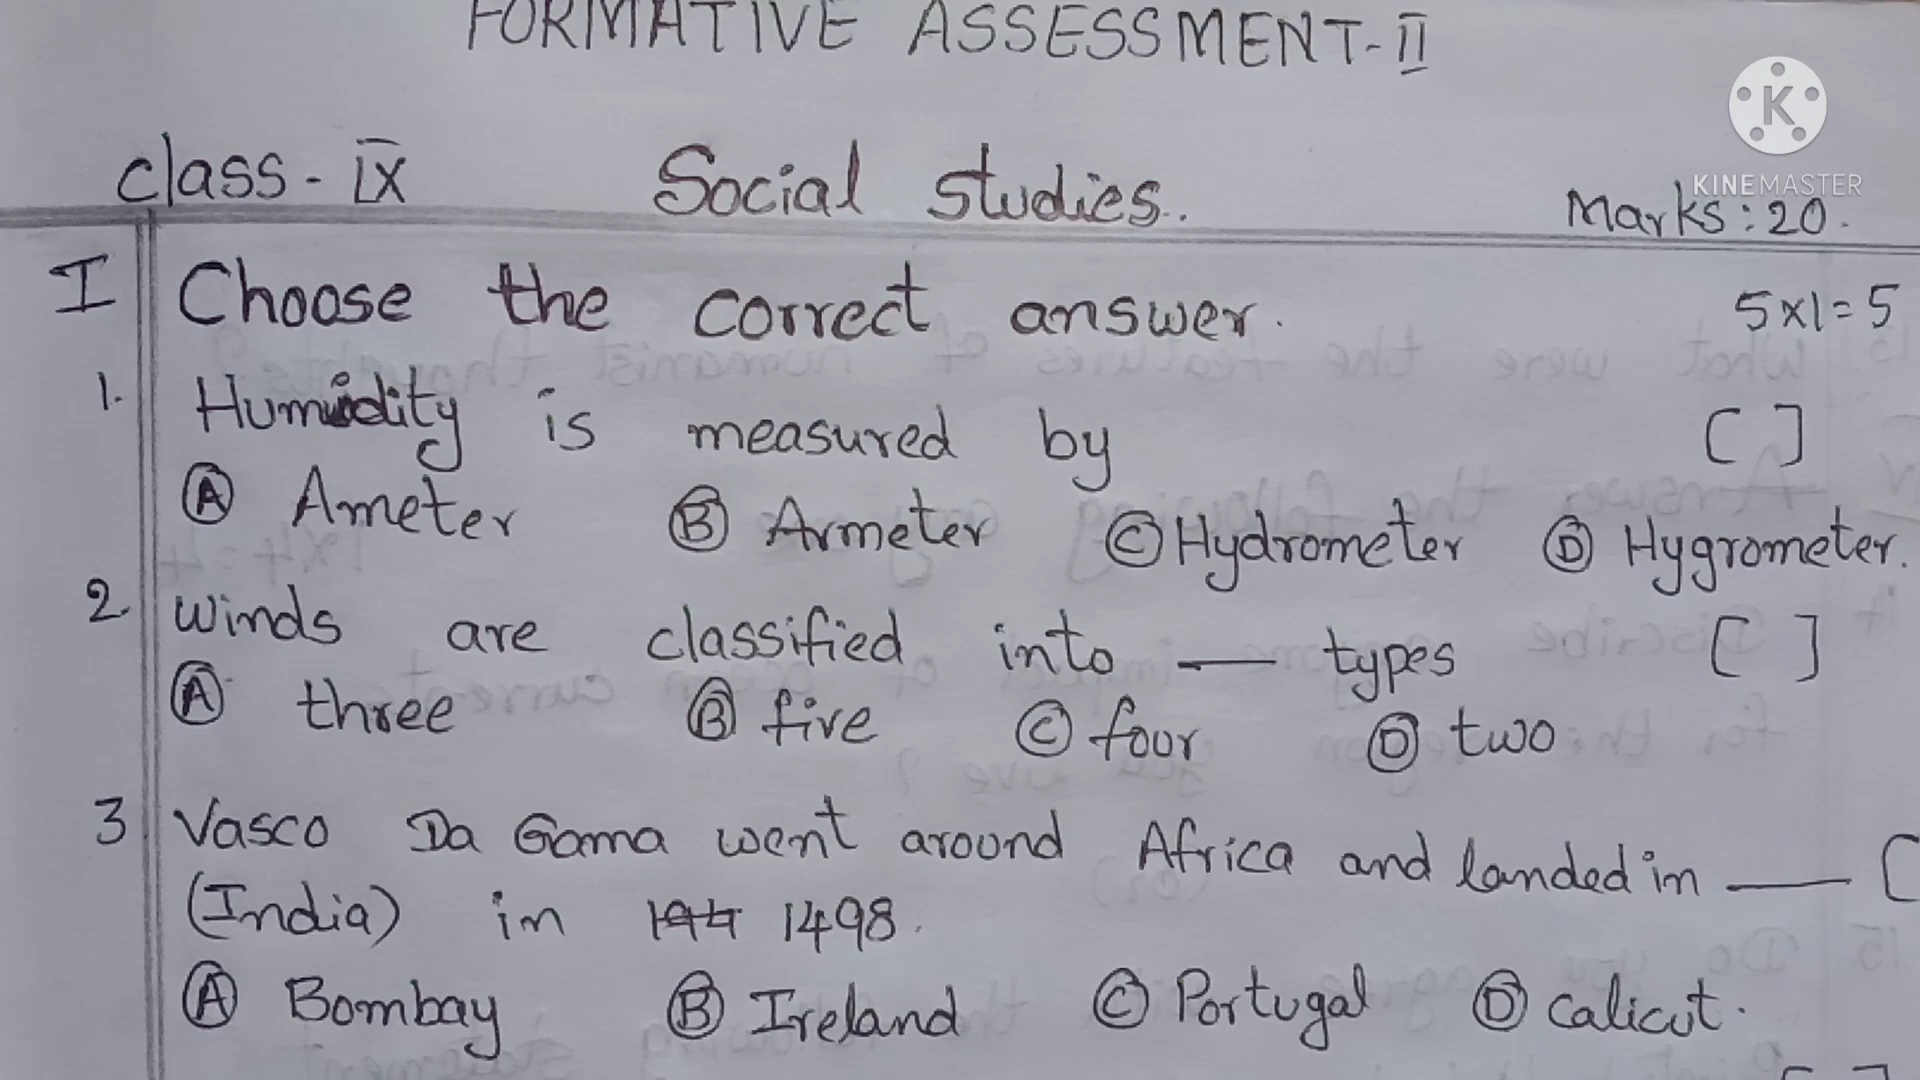 FORMATIVE ASSESSMENT-II
K
KINEMASTER
Class - IX Social Studies. Marks: 20.
I Choose the correct answer. 5x1=5
1. Humidity is measured by [ ]
A Ameter B Armeter C Hydrometer D Hygrometer.
2. Winds are classified into — types [ ]
A three B five C four D two
3 Vasco Da Gama went around Africa and landed in — [
(India) in 1498.
A Bombay B Ireland C Portugal D Calicut.